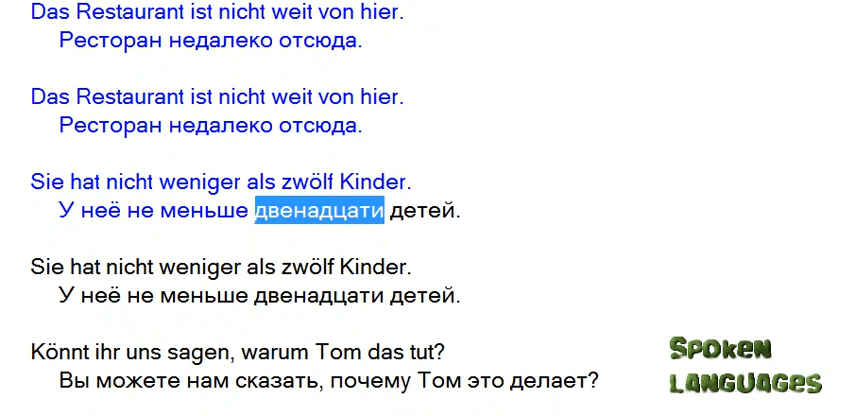 Das Restaurant ist nicht weit von hier.
Ресторан недалеко отсюда.
Das Restaurant ist nicht weit von hier.
Ресторан недалеко отсюда.
Sie hat nicht weniger als zwölf Kinder.
У неё не меньше двенадцати детей.
Sie hat nicht weniger als zwölf Kinder.
У неё не меньше двенадцати детей.
Könnt ihr uns sagen, warum Tom das tut?
Вы можете нам сказать, почему Том это делает?
Spoken
Languages